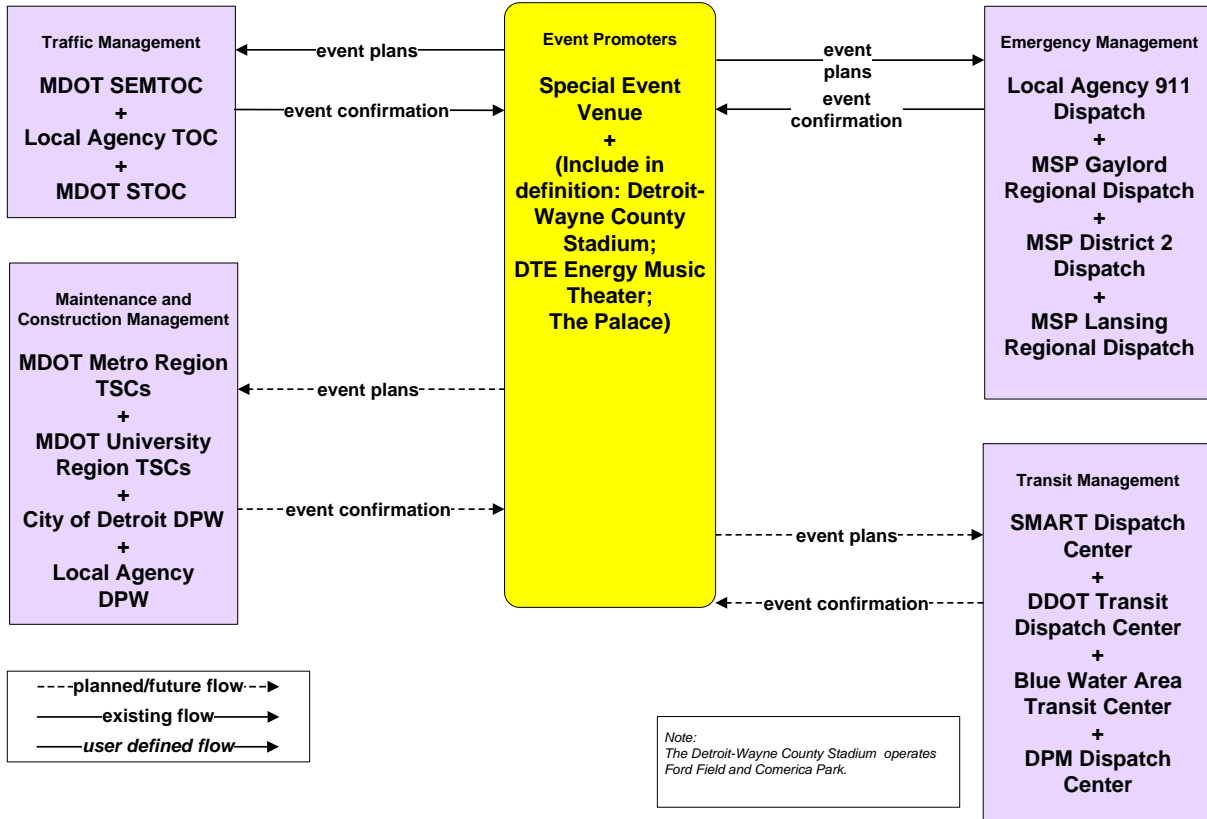 Traffic Management
MDOT SEMTOC
+
Local Agency TOC
+
MDOT STOC
event plans
event confirmation
Event Promoters
Special Event
Venue
+
(Include in
definition: Detroit-
Wayne County
Stadium;
DTE Energy Music
Theater;
The Palace)
event
plans
event
confirmation
Emergency Management
Local Agency 911
Dispatch
+
MSP Gaylord
Regional Dispatch
+
MSP District 2
Dispatch
+
MSP Lansing
Regional Dispatch
Maintenance and
Construction Management
MDOT Metro Region
TSCs
+
MDOT University
Region TSCs
+
City of Detroit DPW
+
Local Agency
DPW
event plans
event confirmation
event plans
event confirmation
Transit Management
SMART Dispatch
Center
+
DDOT Transit
Dispatch Center
+
Blue Water Area
Transit Center
+
DPM Dispatch
Center
planned/future flow
existing flow
user defined flow
Note:
The Detroit-Wayne County Stadium operates
Ford Field and Comerica Park.